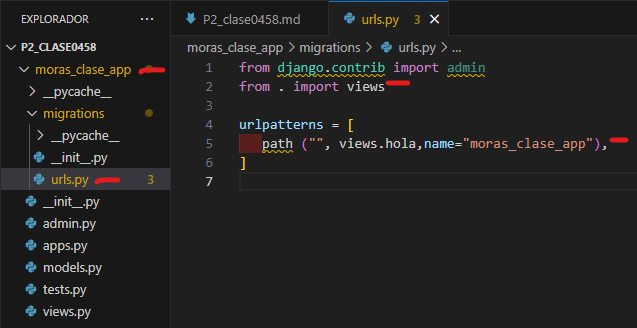 EXPLORADOR
P2_CLASE0458
moras_clase_app
__pycache__
migrations
__pycache__
__init__.py
urls.py 3
__init__.py
admin.py
apps.py
models.py
tests.py
views.py
P2_clase0458.md
urls.py 3
moras_clase_app > migrations > urls.py > ...
1 from django.contrib import admin
2 from . import views
3
4 urlpatterns = [
5 path ("", views.hola,name="moras_clase_app"),
6 ]
7